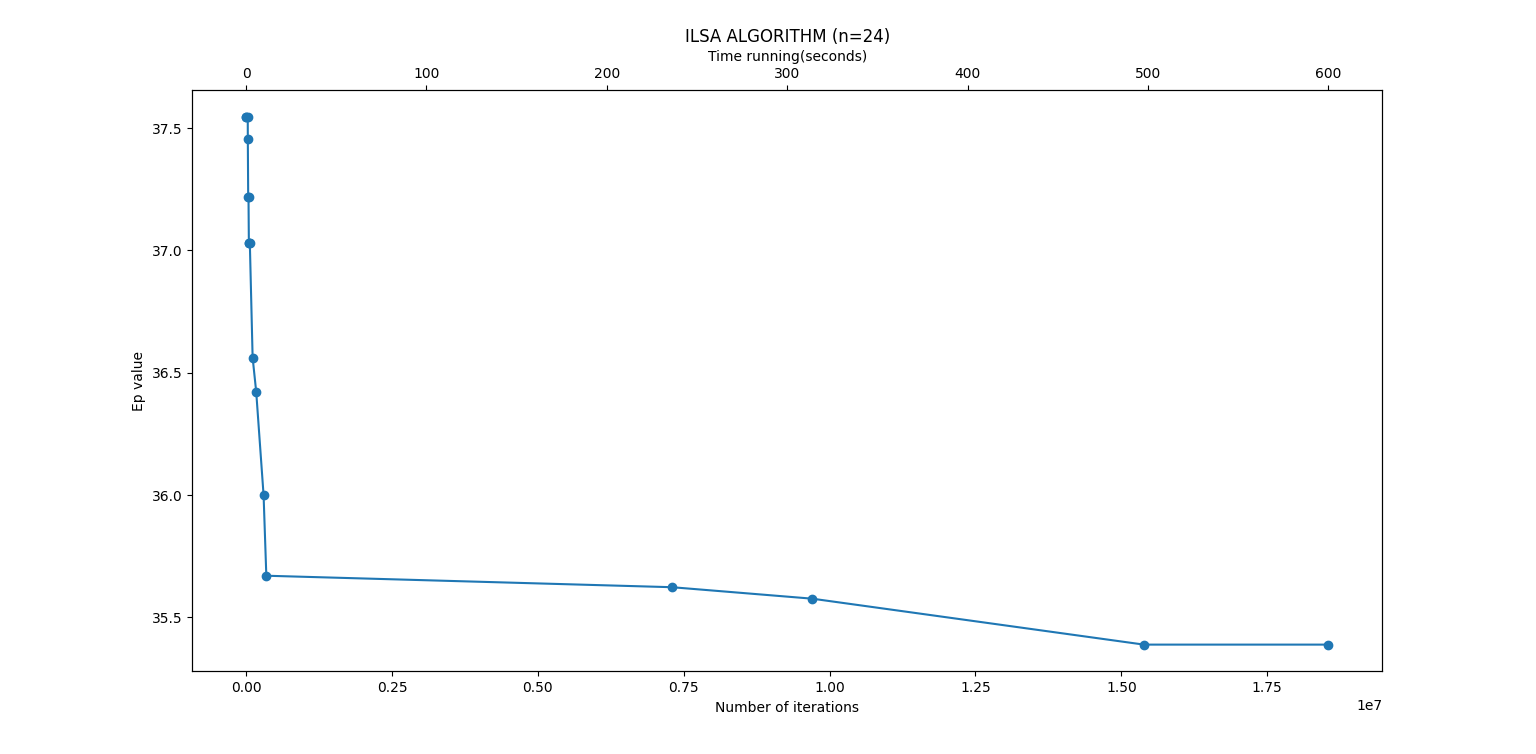 ILSA ALGORITHM (n=24)
Time running(seconds)
0 100 200 300 400 500 600
37.5
37.0
36.5
36.0
35.5
Ep value
0.00 0.25 0.50 0.75 1.00 1.25 1.50 1.75
1e7
Number of iterations